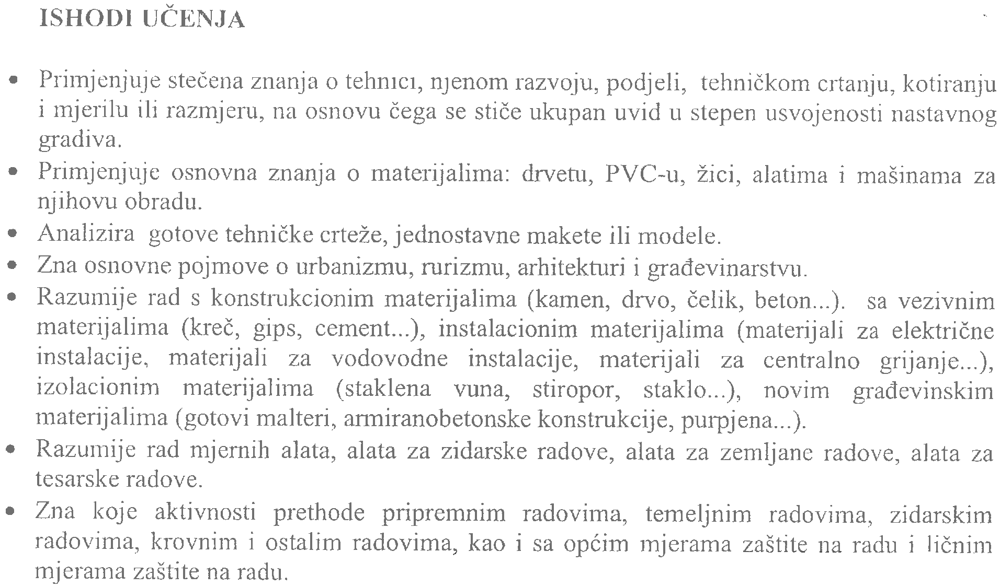 ISHODI UČENJA
• Primjenjuje stečena znanja o tehnici, njenom razvoju, podjeli, tehničkom crtanju, kotiranju
i mjerilu ili razmjeru, na osnovu čega se stiče ukupan uvid u stepen usvojenosti nastavnog
gradiva.
• Primjenjuje osnovna znanja o materijalima: drvetu, PVC-u, žici, alatima i mašinama za
njihovu obradu.
• Analizira gotove tehničke crteže, jednostavne makete ili modele.
• Zna osnovne pojmove o urbanizmu, rurizmu, arhitekturi i građevinarstvu.
• Razumije rad s konstrukcionim materijalima (kamen, drvo, čelik, beton...). sa vezivnim
materijalima (kreč, gips, cement...), instalacionim materijalima (materijali za električne
instalacije, materijali za vodovodne instalacije, materijali za centralno grijanje...),
izolacionim materijalima (staklena vuna, stiropor, staklo...), novim građevinskim
materijalima (gotovi malteri, armiranobetonske konstrukcije, purpjena...).
• Razumije rad mjernih alata, alata za zidarske radove, alata za zemljane radove, alata za
tesarske radove.
• Zna koje aktivnosti prethode pripremnim radovima, temeljnim radovima, zidarskim
radovima, krovnim i ostalim radovima, kao i sa općim mjerama zaštite na radu i ličnim
mjerama zaštite na radu.